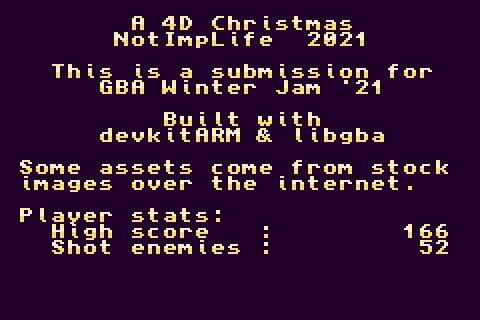 A 4D Christmas
NotImpLife 2021
This is a submission for
GBA Winter Jam '21
Built with
devkitARM & libgba
Some assets come from stock
images over the internet.
Player stats:
High score : 166
Shot enemies : 52